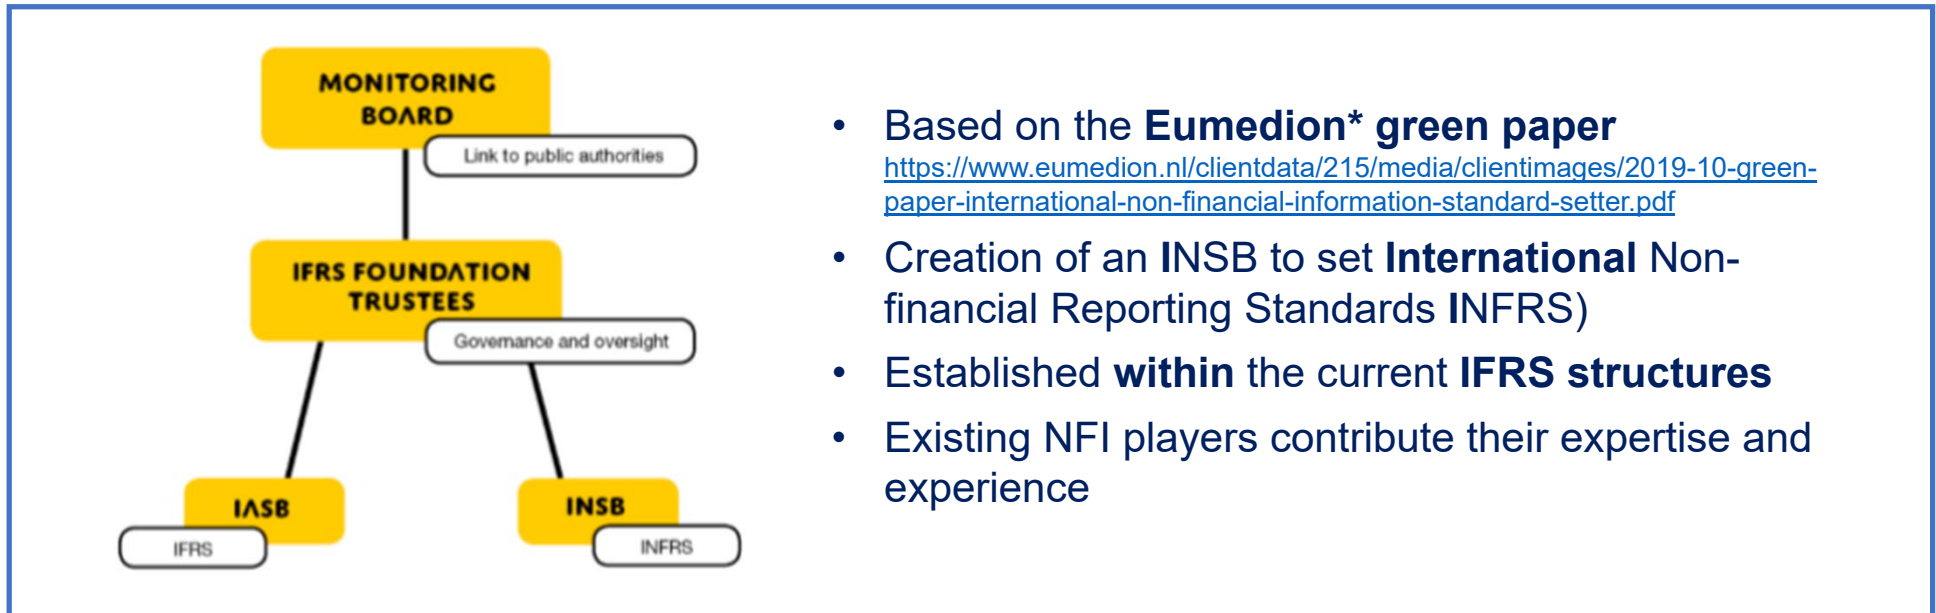 MONITORING
BOARD
Link to public authorities
IFRS FOUNDATION
TRUSTEES
Governance and oversight
IASB
IFRS
INSB
INFRS
• Based on the Eumedion* green paper
https://www.eumedion.nl/clientdata/215/media/clientimages/2019-10-green-
paper-international-non-financial-information-standard-setter.pdf
• Creation of an INSB to set International Non-
financial Reporting Standards INFRS)
• Established within the current IFRS structures
• Existing NFI players contribute their expertise and
experience